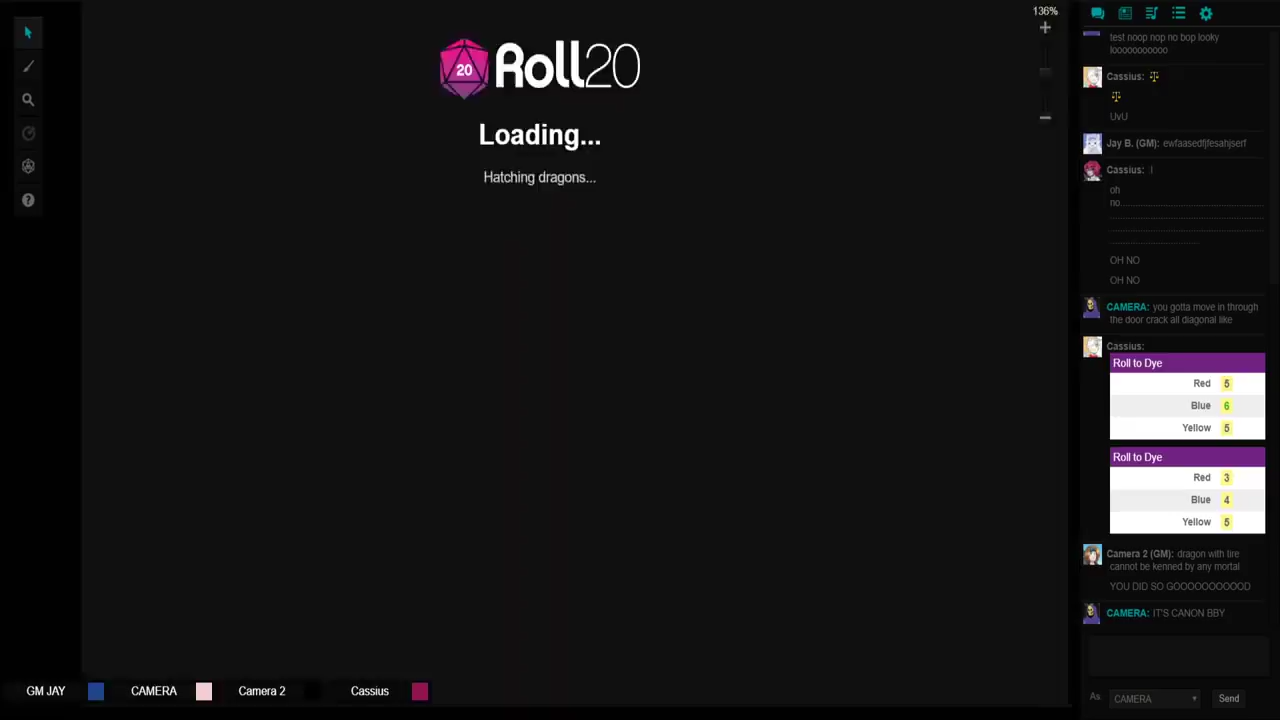 136%
20
Roll20
Loading...
Hatching dragons...
test noop nop no bop looky
looooooooooo
Cassius:
UvU
Jay B. (GM): ewfaasedfjfesahjserf
Cassius: |
oh
OH NO
OH NO
CAMERA: you gotta move in through
the door crack all diagonal like
Cassius:
Roll to Dye
Red 5
Blue 6
Yellow 5
Roll to Dye
Red 3
Blue 4
Yellow 5
Camera 2 (GM): dragon with tire
cannot be kenned by any mortal
YOU DID SO GOOOOOOOOOOD
CAMERA: IT'S CANON BBY
As CAMERA Send
GM JAY CAMERA Camera 2 Cassius